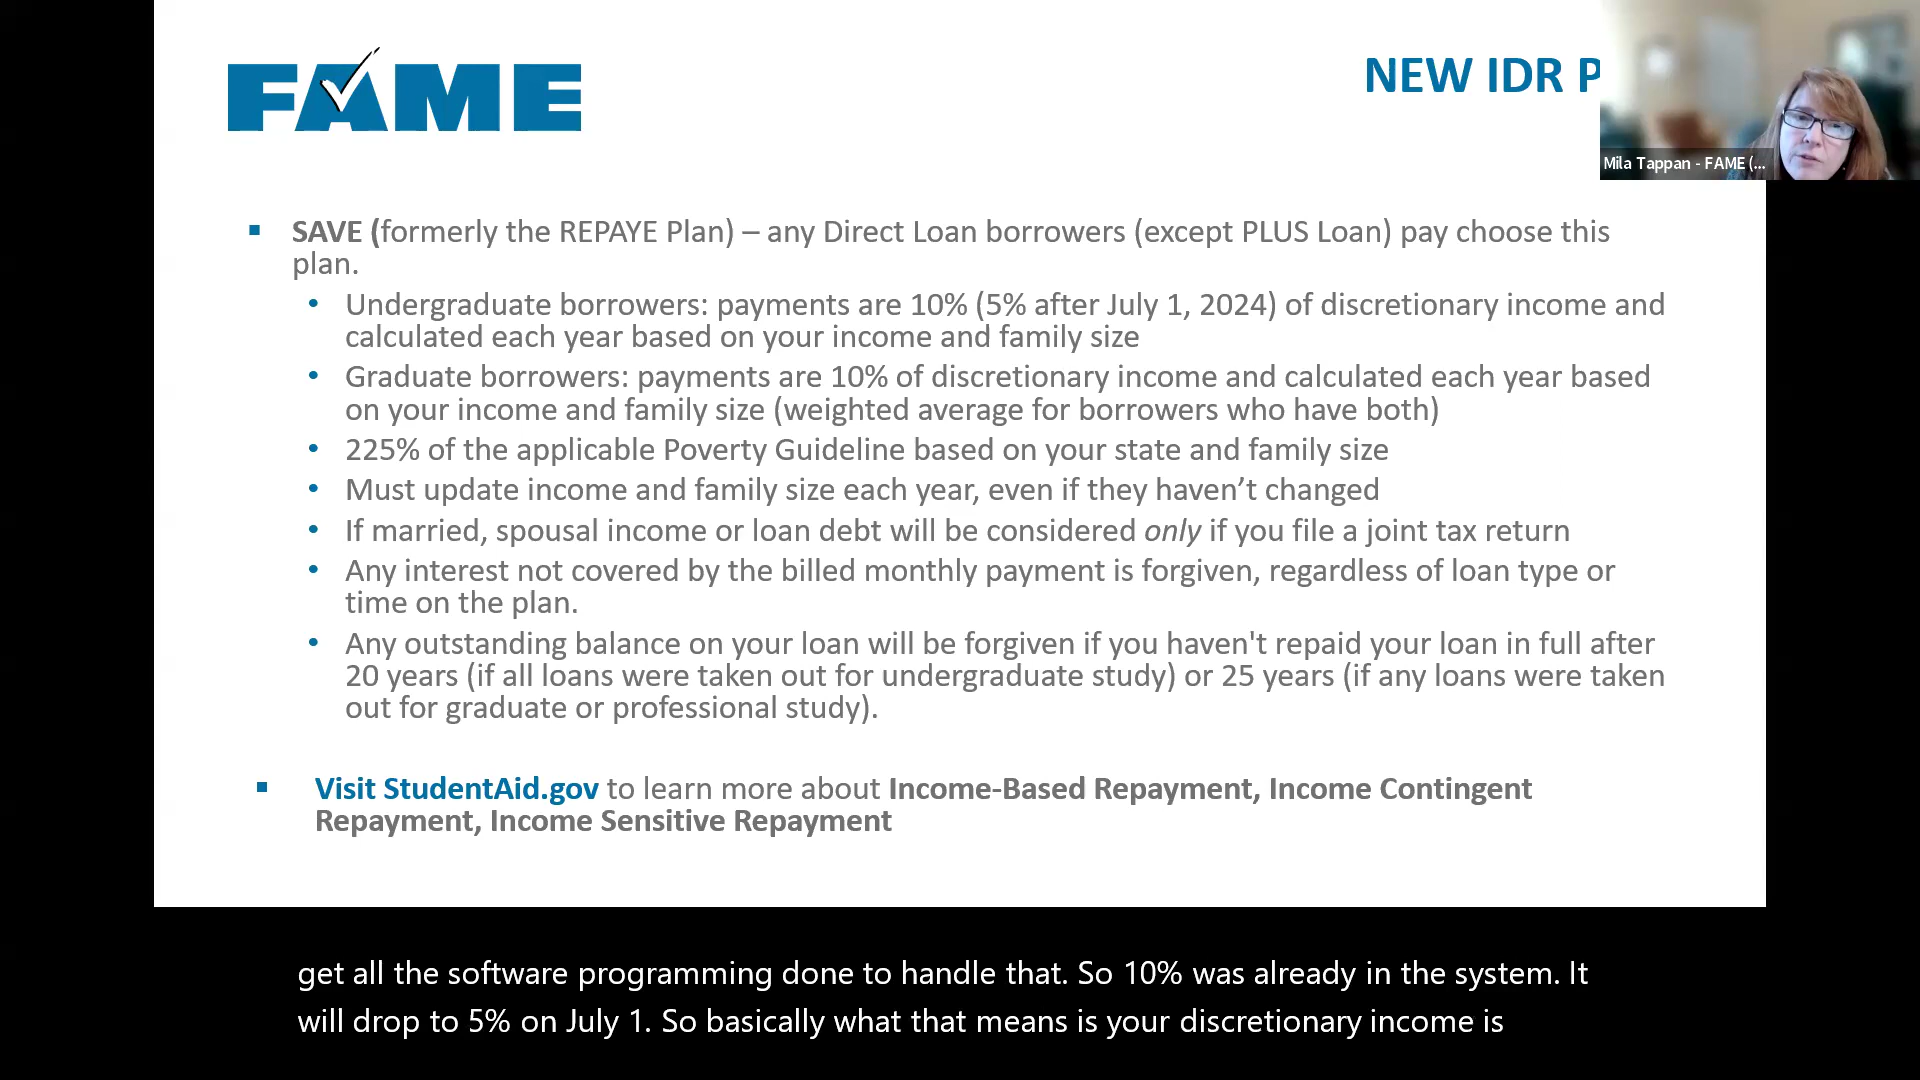 FAME
NEW IDR P
Mila Tappan - FAME (...
SAVE (formerly the REPAYE Plan) – any Direct Loan borrowers (except PLUS Loan) pay choose this
plan.
Undergraduate borrowers: payments are 10% (5% after July 1, 2024) of discretionary income and
calculated each year based on your income and family size
Graduate borrowers: payments are 10% of discretionary income and calculated each year based
on your income and family size (weighted average for borrowers who have both)
225% of the applicable Poverty Guideline based on your state and family size
Must update income and family size each year, even if they haven’t changed
If married, spousal income or loan debt will be considered only if you file a joint tax return
Any interest not covered by the billed monthly payment is forgiven, regardless of loan type or
time on the plan.
Any outstanding balance on your loan will be forgiven if you haven't repaid your loan in full after
20 years (if all loans were taken out for undergraduate study) or 25 years (if any loans were taken
out for graduate or professional study).
Visit StudentAid.gov to learn more about Income-Based Repayment, Income Contingent
Repayment, Income Sensitive Repayment
get all the software programming done to handle that. So 10% was already in the system. It
will drop to 5% on July 1. So basically what that means is your discretionary income is